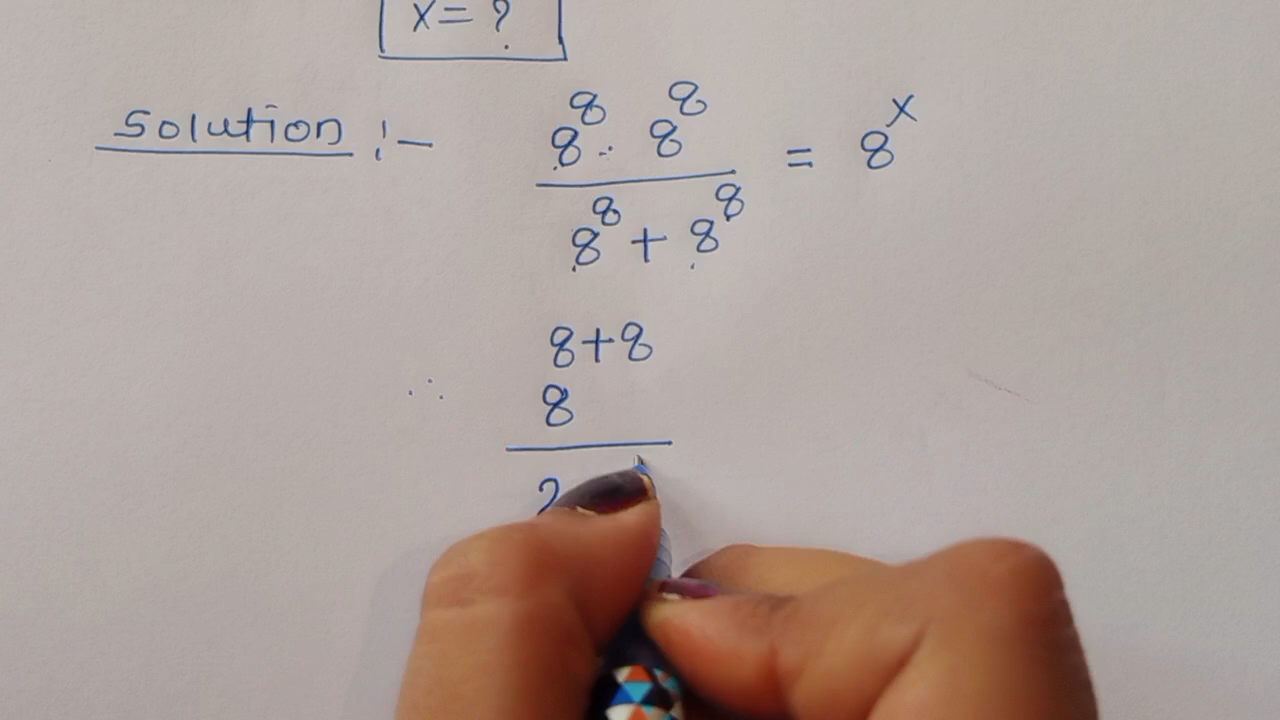 x = ?
Solution :- 8^8 · 8^8 / 8^8 + 8^8 = 8^x
∴ 8^8+8
2